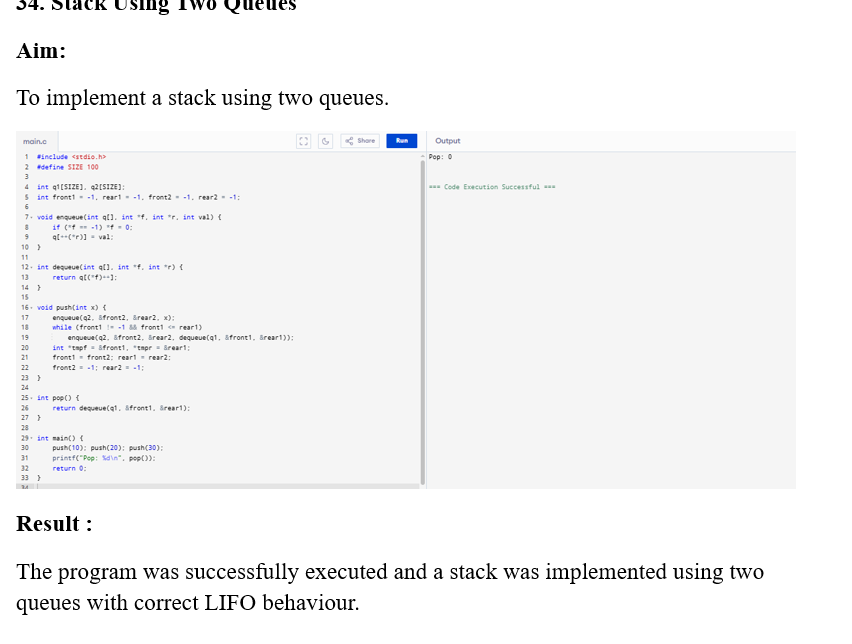 34. Stack Using Two Queues
Aim:
To implement a stack using two queues.
main.c
Share
Run
Output
1 #include <stdio.h>
2 #define SIZE 100
3
4 int q1[SIZE], q2[SIZE];
5 int front1 = -1, rear1 = -1, front2 = -1, rear2 = -1;
6
7 void enqueue(int q[], int *f, int *r, int val) {
8 if (*f == -1) *f = 0;
9 q[++(*r)] = val;
10 }
11
12 int dequeue(int q[], int *f, int *r) {
13 return q[(*f)++];
14 }
15
16 void push(int x) {
17 enqueue(q2, &front2, &rear2, x);
18 while (front1 != -1 && front1 <= rear1)
19 enqueue(q2, &front2, &rear2, dequeue(q1, &front1, &rear1));
20 int *tmpf = &front1, *tmpr = &rear1;
21 front1 = front2; rear1 = rear2;
22 front2 = -1; rear2 = -1;
23 }
24
25 int pop() {
26 return dequeue(q1, &front1, &rear1);
27 }
28
29 int main() {
30 push(10); push(20); push(30);
31 printf("Pop: %d\n", pop());
32 return 0;
33 }
34
Pop: 0
=== Code Execution Successful ===
Result :
The program was successfully executed and a stack was implemented using two
queues with correct LIFO behaviour.